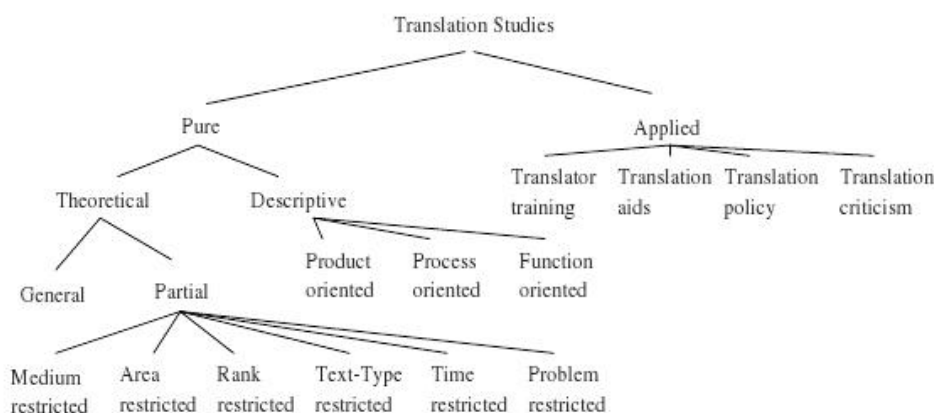 Translation Studies
Pure
Applied
Theoretical
Descriptive
Translator
training
Translation
aids
Translation
policy
Translation
criticism
General
Partial
Product
oriented
Process
oriented
Function
oriented
Medium
restricted
Area
restricted
Rank
restricted
Text-Type
restricted
Time
restricted
Problem
restricted